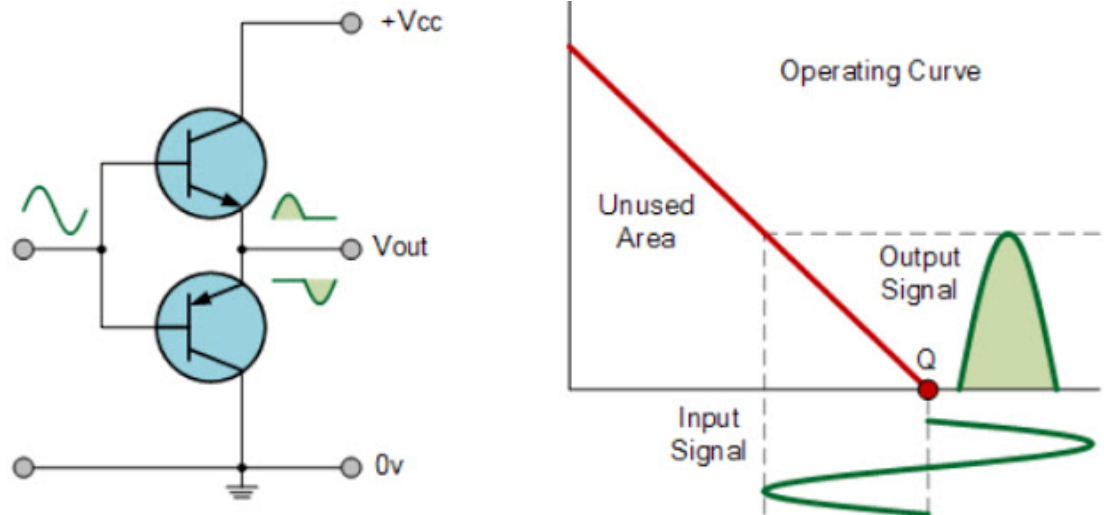 +Vcc
Vout
0v
Operating Curve
Unused
Area
Output
Signal
Q
Input
Signal